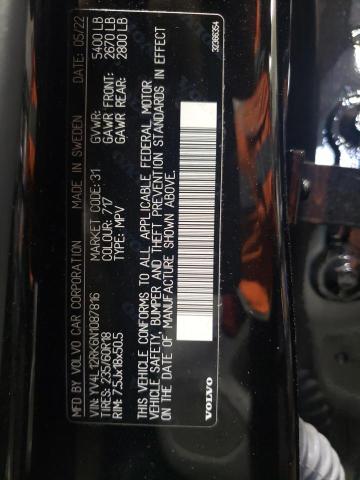 MFD BY VOLVO CAR CORPORATION MADE IN SWEDEN DATE: 05/22
VIN: YV4L12RK6N1087816 GVWR: 5400 LB
TIRES: 235/60R18 MARKET CODE: 31 GAWR FRONT: 2670 LB
RIM: 7.5Jx18x50.5 COLOUR: 717 GAWR REAR: 2800 LB
TYPE: MPV
THIS VEHICLE CONFORMS TO ALL APPLICABLE FEDERAL MOTOR
VEHICLE SAFETY, BUMPER AND THEFT PREVENTION STANDARDS IN EFFECT
ON THE DATE OF MANUFACTURE SHOWN ABOVE.
VOLVO 32366354